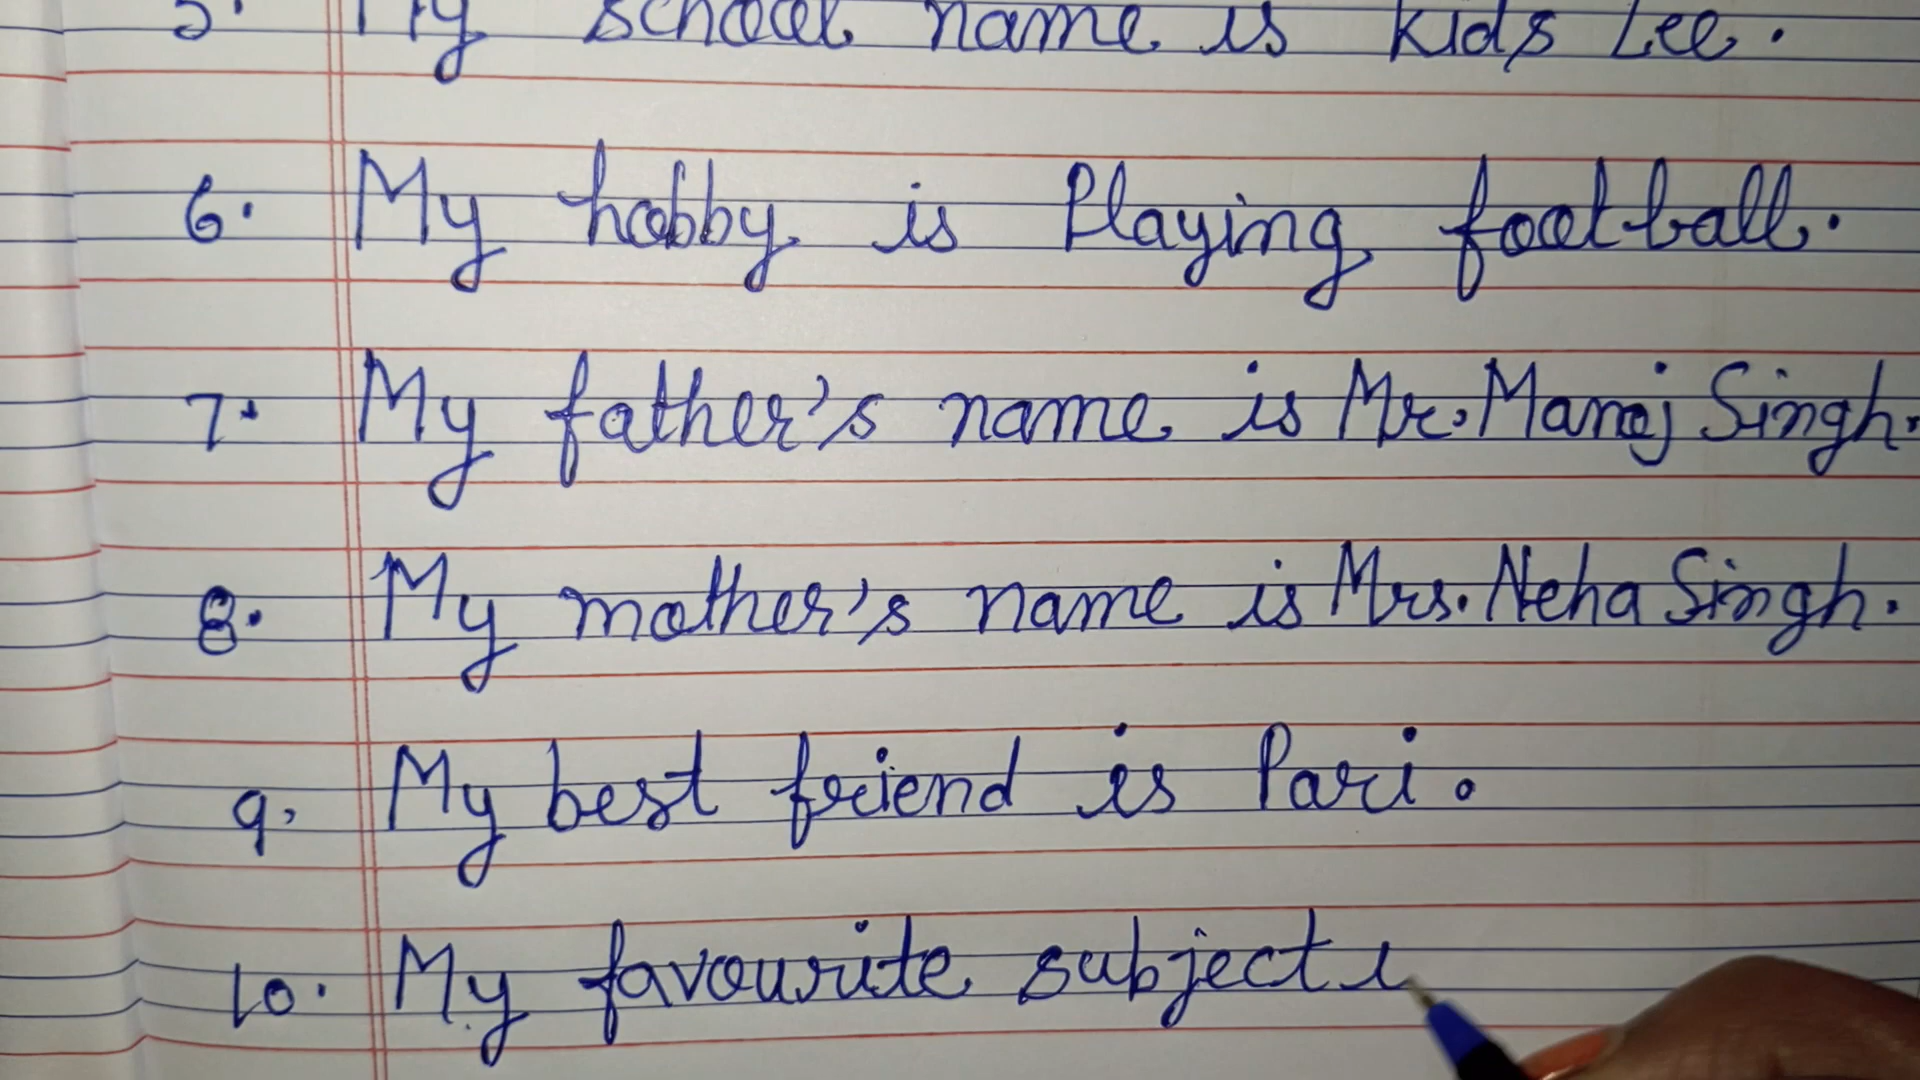 5. My school name is Kids Lee.
6. My hobby is Playing football.
7. My father's name is Mr. Manoj Singh.
8. My mother's name is Mrs. Neha Singh.
9. My best friend is Pari.
10. My favourite subject i